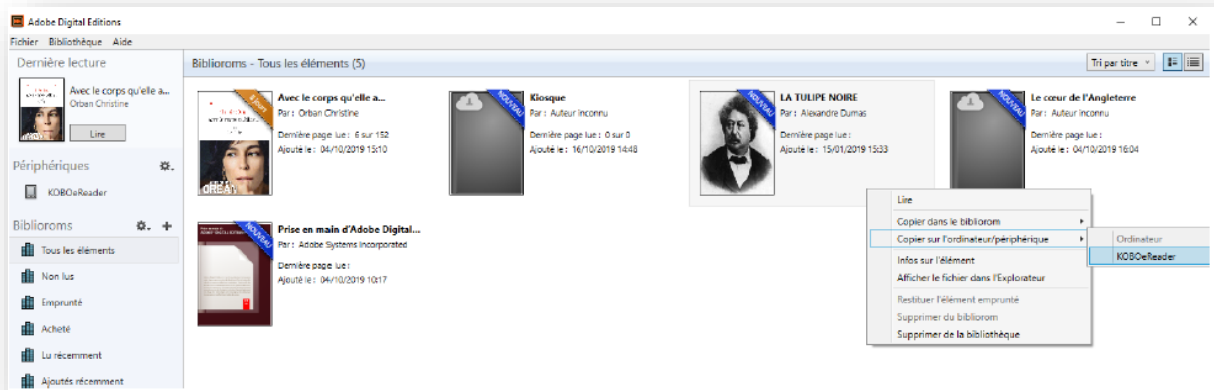 Adobe Digital Editions
Fichier Bibliothèque Aide
Dernière lecture
Avec le corps qu'elle a...
Orban Christine
Lire
Périphériques
KOBOeReader
Biblioroms
Tous les éléments
Non lus
Emprunté
Acheté
Lu récemment
Ajoutés récemment
Biblioroms - Tous les éléments (5)
Tri par titre
jours
Avec le corps qu'elle a...
Par : Orban Christine
Dernière page lue : 6 sur 152
Ajouté le : 04/10/2019 15:10
NOUVEAU
Kiosque
Par : Auteur inconnu
Dernière page lue : 0 sur 0
Ajouté le : 16/10/2019 14:48
NOUVEAU
LA TULIPE NOIRE
Par : Alexandre Dumas
Dernière page lue :
Ajouté le : 15/01/2019 15:33
NOUVEAU
Le cœur de l'Angleterre
Par : Auteur inconnu
Dernière page lue :
Ajouté le : 04/10/2019 16:04
NOUVEAU
Prise en main d'Adobe Digital...
Par : Adobe Systems Incorporated
Dernière page lue :
Ajouté le : 04/10/2019 10:17
Lire
Copier dans le bibliorom
Copier sur l'ordinateur/périphérique
Infos sur l'élément
Afficher le fichier dans l'Explorateur
Restituer l'élément emprunté
Supprimer du bibliorom
Supprimer de la bibliothèque
Ordinateur
KOBOeReader